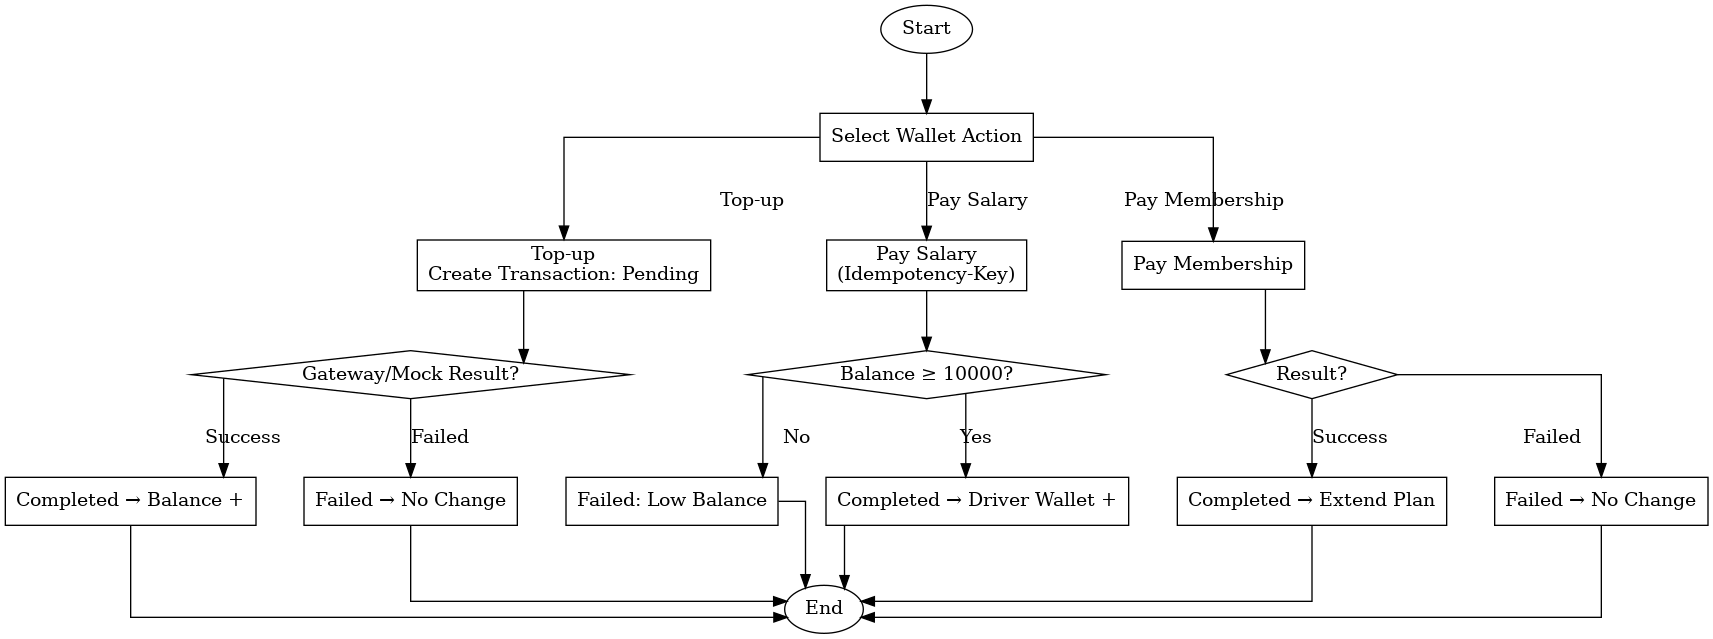 Start
Select Wallet Action
Top-up
Pay Salary
Pay Membership
Top-up
Create Transaction: Pending
Pay Salary
(Idempotency-Key)
Pay Membership
Gateway/Mock Result?
Balance ≥ 10000?
Result?
Success
Failed
No
Yes
Success
Failed
Completed → Balance +
Failed → No Change
Failed: Low Balance
Completed → Driver Wallet +
Completed → Extend Plan
Failed → No Change
End